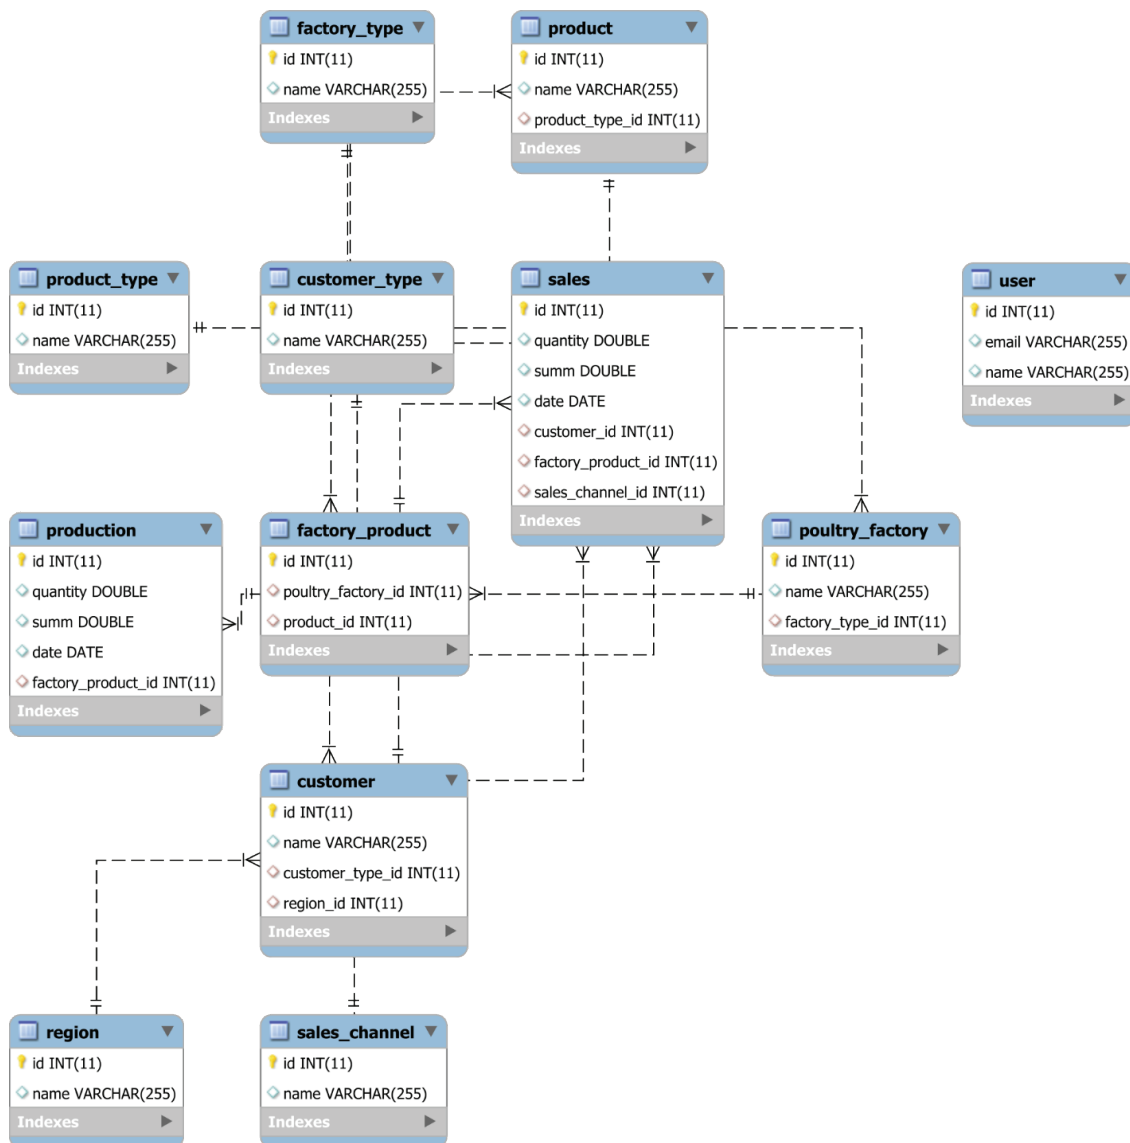 factory_type
id INT(11)
name VARCHAR(255)
Indexes
product
id INT(11)
name VARCHAR(255)
product_type_id INT(11)
Indexes
product_type
id INT(11)
name VARCHAR(255)
Indexes
customer_type
id INT(11)
name VARCHAR(255)
Indexes
sales
id INT(11)
quantity DOUBLE
summ DOUBLE
date DATE
customer_id INT(11)
factory_product_id INT(11)
sales_channel_id INT(11)
Indexes
user
id INT(11)
email VARCHAR(255)
name VARCHAR(255)
Indexes
production
id INT(11)
quantity DOUBLE
summ DOUBLE
date DATE
factory_product_id INT(11)
Indexes
factory_product
id INT(11)
poultry_factory_id INT(11)
product_id INT(11)
Indexes
poultry_factory
id INT(11)
name VARCHAR(255)
factory_type_id INT(11)
Indexes
customer
id INT(11)
name VARCHAR(255)
customer_type_id INT(11)
region_id INT(11)
Indexes
region
id INT(11)
name VARCHAR(255)
Indexes
sales_channel
id INT(11)
name VARCHAR(255)
Indexes